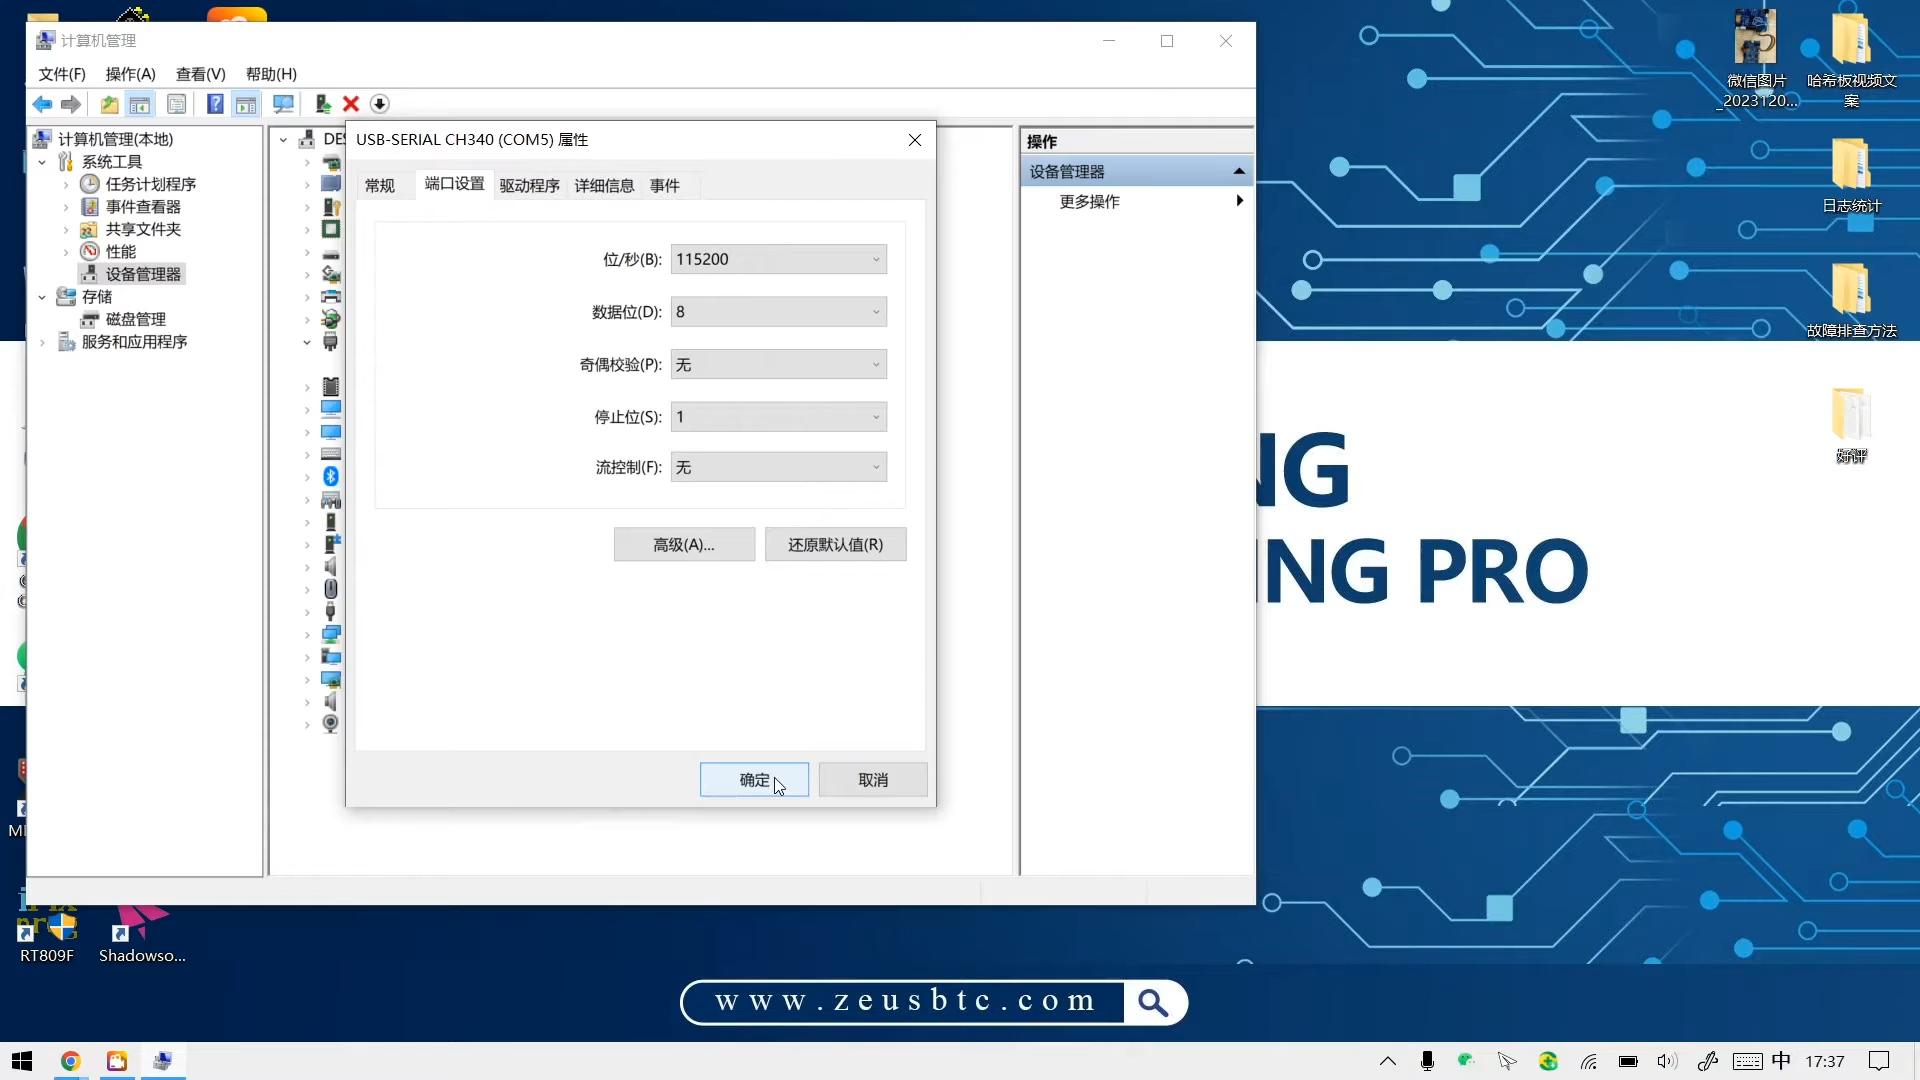 计算机管理
文件(F) 操作(A) 查看(V) 帮助(H)
计算机管理(本地)
系统工具
任务计划程序
事件查看器
共享文件夹
性能
设备管理器
存储
磁盘管理
服务和应用程序
DES
USB-SERIAL CH340 (COM5) 属性
常规 端口设置 驱动程序 详细信息 事件
位/秒(B): 115200
数据位(D): 8
奇偶校验(P): 无
停止位(S): 1
流控制(F): 无
高级(A)... 还原默认值(R)
确定 取消
操作
设备管理器
更多操作
微信图片
_2023120...
哈希板视频文
案
日志统计
故障排查方法
好评
NG
ING PRO
RT809F
Shadowso...
www.zeusbtc.com
中 17:37